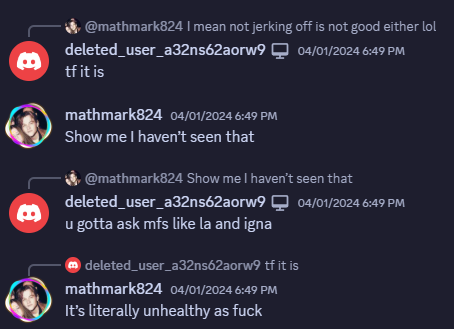 @mathmark824 I mean not jerking off is not good either lol
deleted_user_a32ns62aorw9 04/01/2024 6:49 PM
tf it is
mathmark824 04/01/2024 6:49 PM
Show me I haven't seen that
@mathmark824 Show me I haven't seen that
deleted_user_a32ns62aorw9 04/01/2024 6:49 PM
u gotta ask mfs like la and igna
deleted_user_a32ns62aorw9 tf it is
mathmark824 04/01/2024 6:49 PM
It's literally unhealthy as fuck